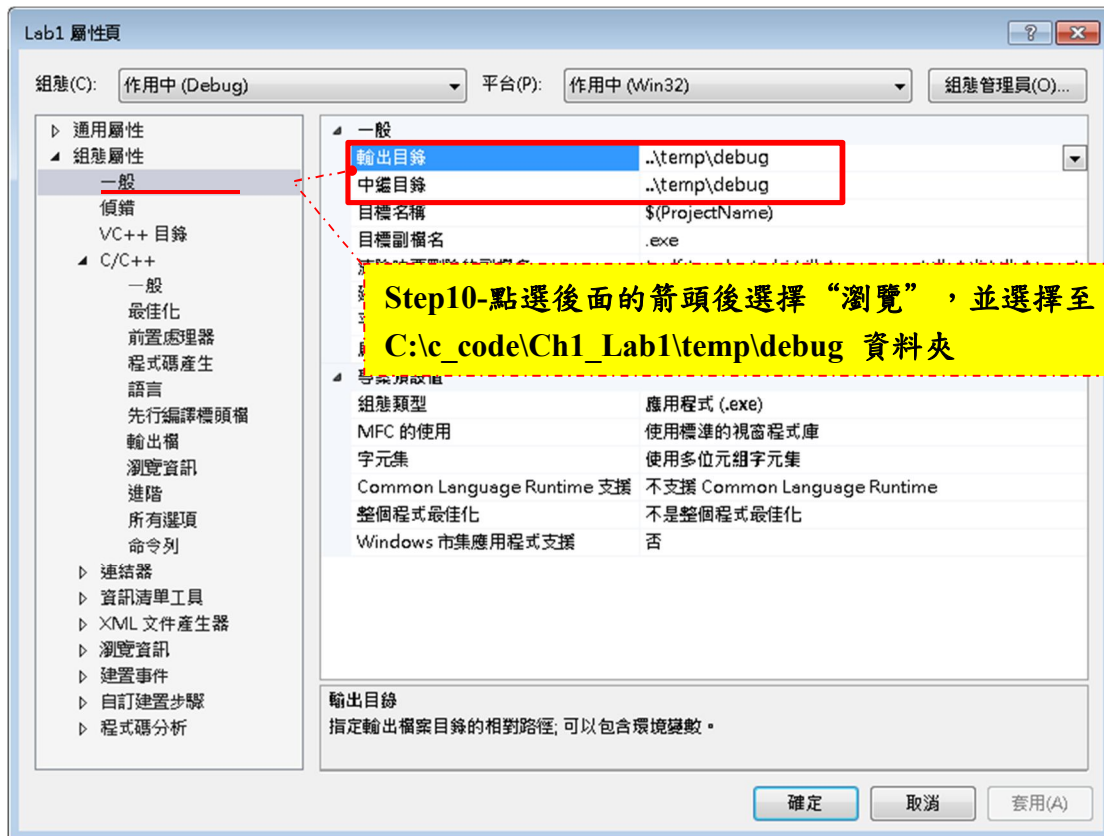 Lab1 屬性頁
組態(C): 作用中 (Debug) 平台(P): 作用中 (Win32) 組態管理員(O)...
通用屬性
組態屬性
一般
偵錯
VC++ 目錄
C/C++
一般
最佳化
前置處理器
程式碼產生
語言
先行編譯標頭檔
輸出檔
瀏覽資訊
進階
所有選項
命令列
連結器
資訊清單工具
XML 文件產生器
瀏覽資訊
建置事件
自訂建置步驟
程式碼分析
一般
輸出目錄 ..\temp\debug
中繼目錄 ..\temp\debug
目標名稱 $(ProjectName)
目標副檔名 .exe
Step10-點選後面的箭頭後選擇“瀏覽”，並選擇至
C:\c_code\Ch1_Lab1\temp\debug 資料夾
專案預設值
組態類型 應用程式 (.exe)
MFC 的使用 使用標準的視窗程式庫
字元集 使用多位元組字元集
Common Language Runtime 支援 不支援 Common Language Runtime
整個程式最佳化 不是整個程式最佳化
Windows 市集應用程式支援 否
輸出目錄
指定輸出檔案目錄的相對路徑; 可以包含環境變數。
確定 取消 套用(A)